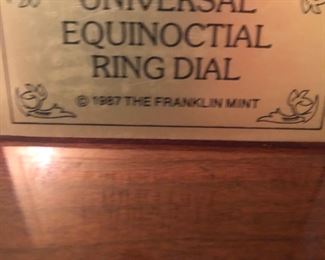 UNIVERSAL
EQUINOCTIAL
RING DIAL
© 1987 THE FRANKLIN MINT